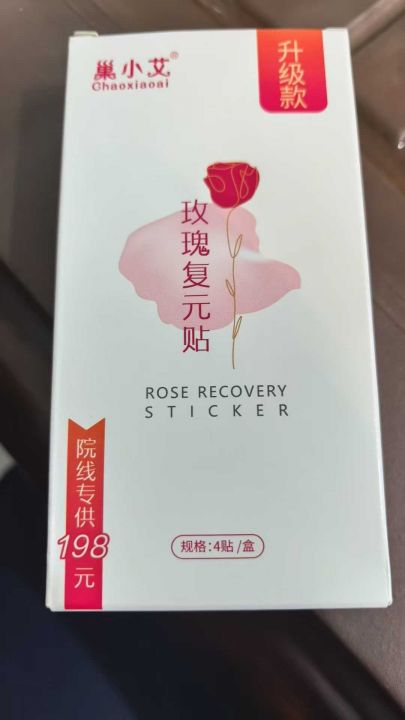 巢小艾®
Chaoxiaoai
升级款
玫瑰复元贴
ROSE RECOVERY
STICKER
院线专供
198
元
规格:4贴/盒